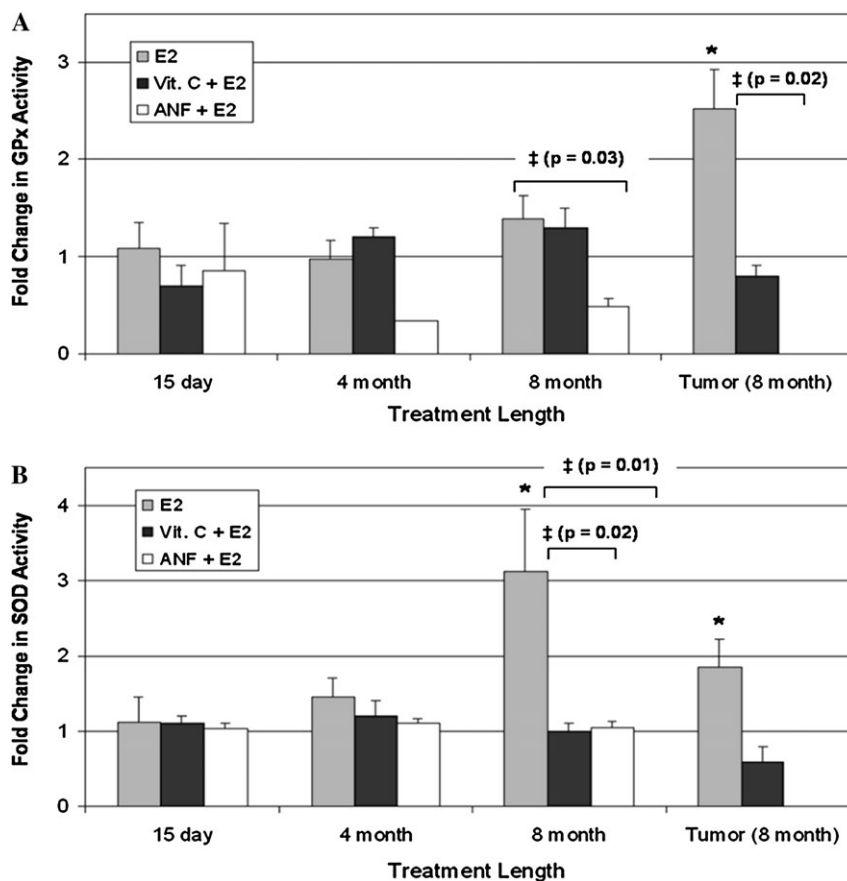 A
Fold Change in GPx Activity
3
2
1
0
E2
Vit. C + E2
ANF + E2
*
‡ (p = 0.02)
‡ (p = 0.03)
15 day
4 month
8 month
Tumor (8 month)
Treatment Length
B
Fold Change in SOD Activity
4
3
2
1
0
E2
Vit. C + E2
ANF + E2
‡ (p = 0.01)
*
‡ (p = 0.02)
*
15 day
4 month
8 month
Tumor (8 month)
Treatment Length